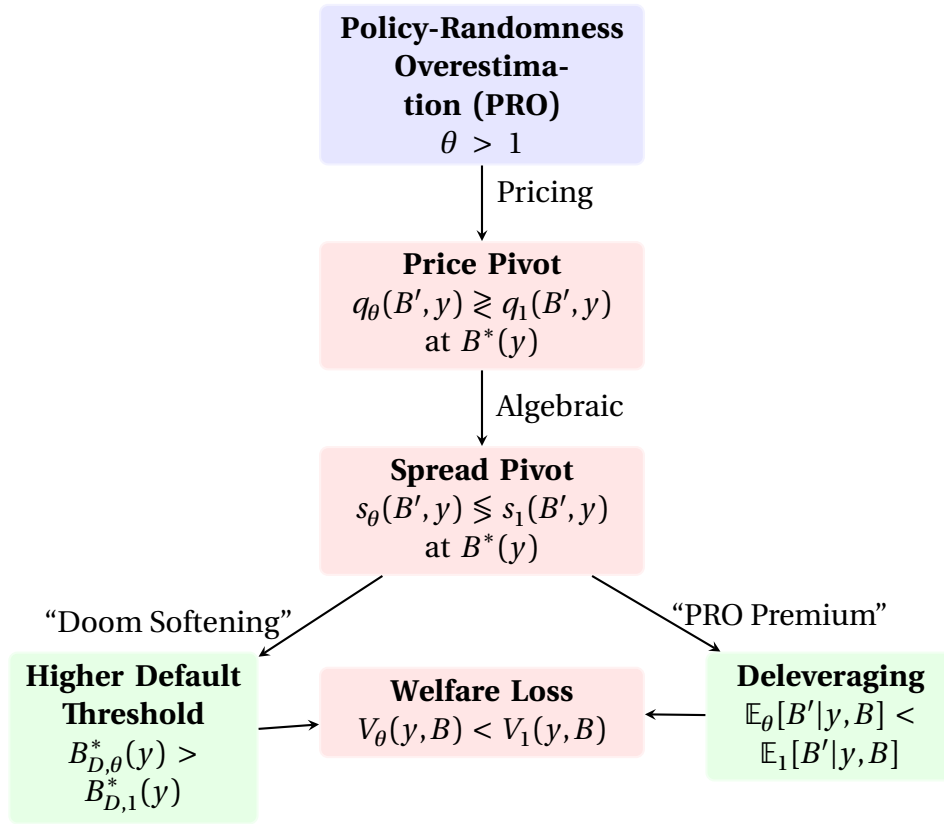 Policy-Randomness
Overestima-
tion (PRO)
θ > 1
Pricing
Price Pivot
q_θ(B′, y) ≷ q_1(B′, y)
at B*(y)
Algebraic
Spread Pivot
s_θ(B′, y) ≶ s_1(B′, y)
at B*(y)
“Doom Softening”
“PRO Premium”
Higher Default
Threshold
B*_{D,θ}(y) >
B*_{D,1}(y)
Welfare Loss
V_θ(y, B) < V_1(y, B)
Deleveraging
𝔼_θ[B′|y, B] <
𝔼_1[B′|y, B]